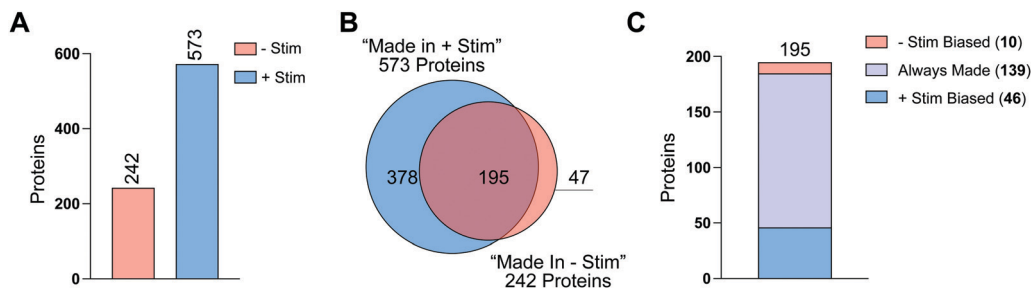 A
600
400
200
0
Proteins
242
573
- Stim
+ Stim
B
“Made in + Stim”
573 Proteins
378
195
47
“Made In - Stim”
242 Proteins
C
200
150
100
50
0
Proteins
195
- Stim Biased (10)
Always Made (139)
+ Stim Biased (46)